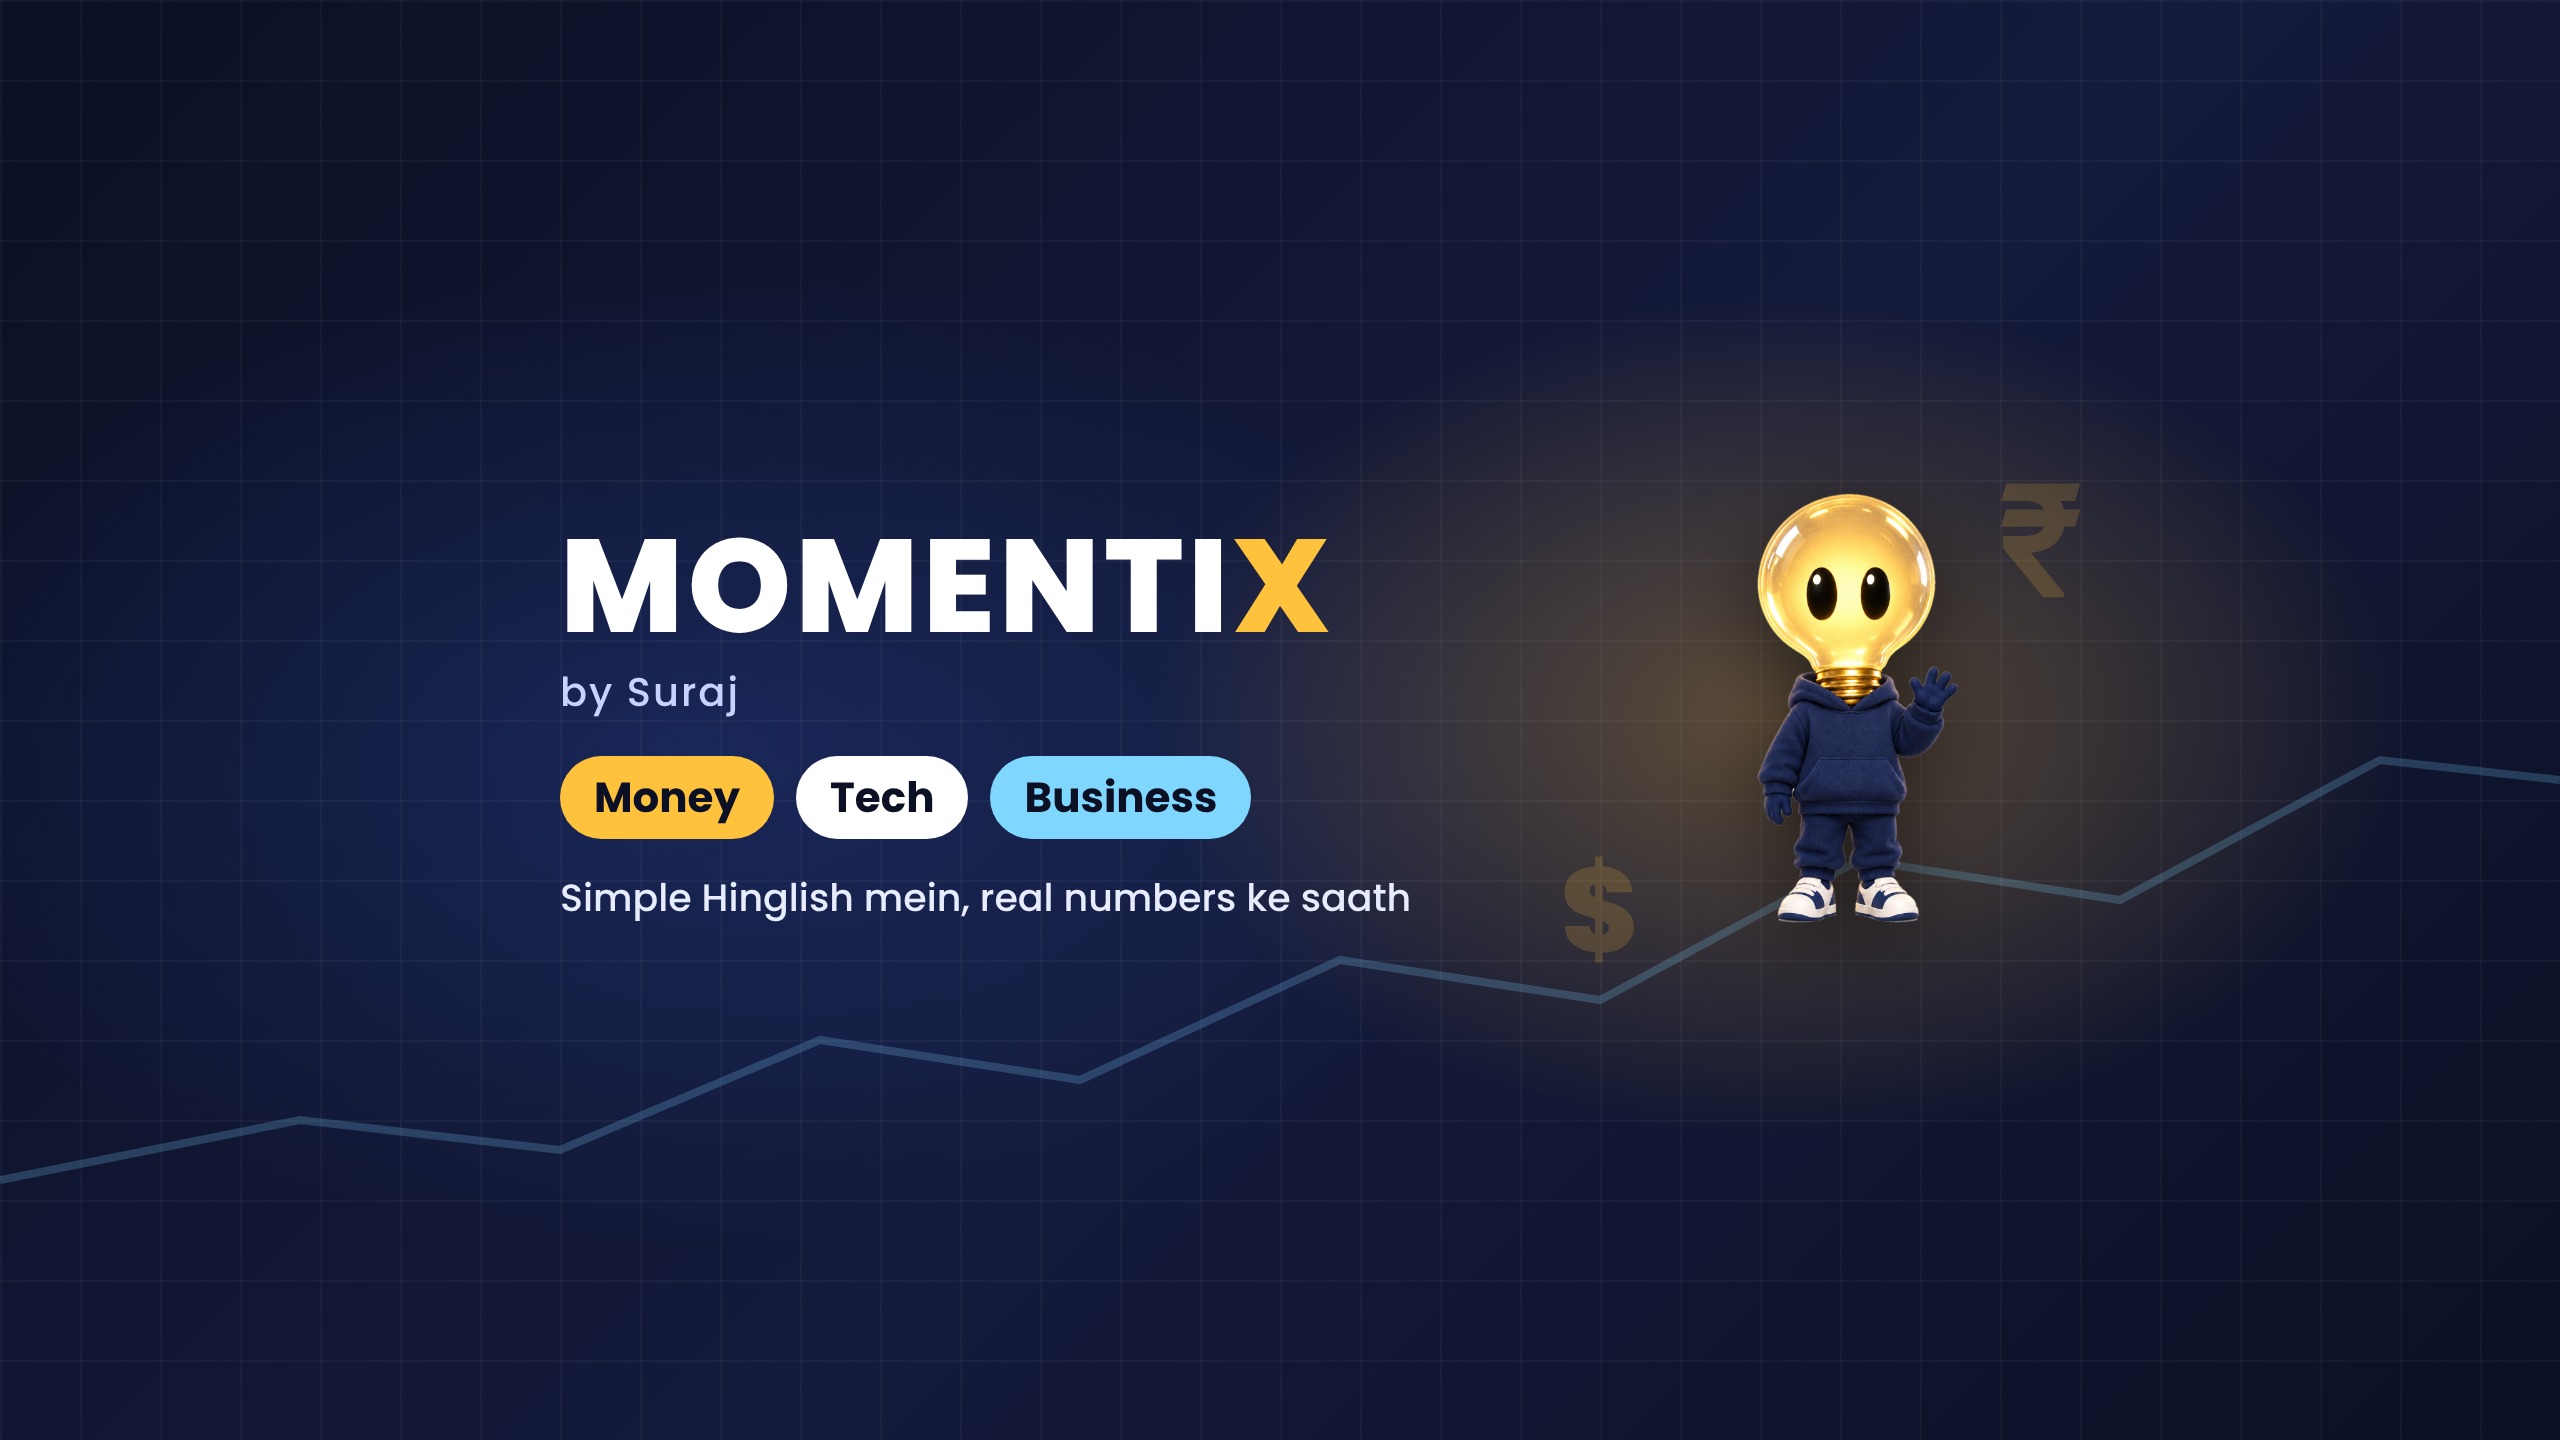 MOMENTIX
by Suraj
Money Tech Business
Simple Hinglish mein, real numbers ke saath
₹
$